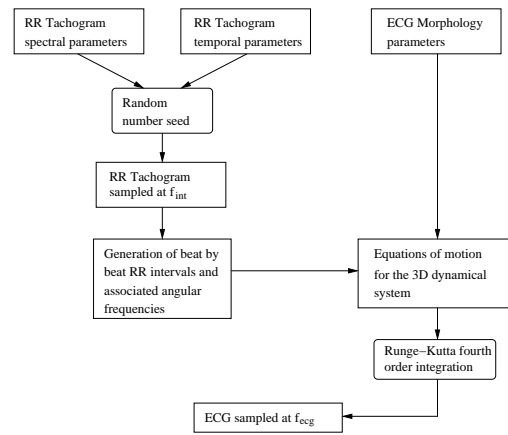 RR Tachogram
spectral parameters
RR Tachogram
temporal parameters
ECG Morphology
parameters
Random
number seed
RR Tachogram
sampled at f_int
Generation of beat by
beat RR intervals and
associated angular
frequencies
Equations of motion
for the 3D dynamical
system
Runge−Kutta fourth
order integration
ECG sampled at f_ecg